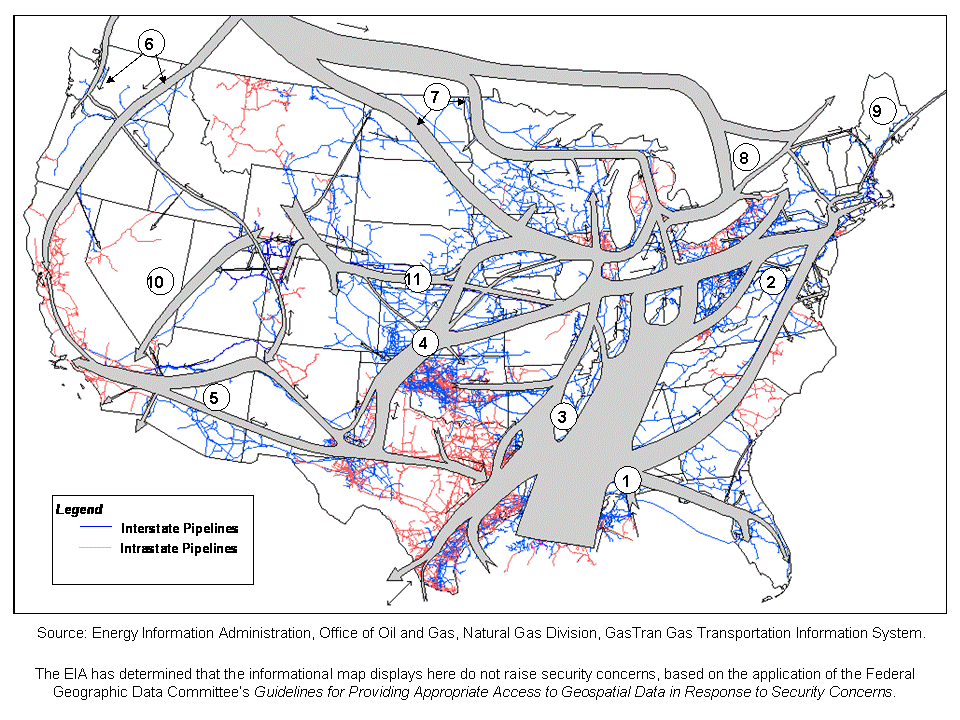 6
7
9
8
10
11
2
4
5
3
1
Legend
Interstate Pipelines
Intrastate Pipelines
Source: Energy Information Administration, Office of Oil and Gas, Natural Gas Division, GasTran Gas Transportation Information System.
The EIA has determined that the informational map displays here do not raise security concerns, based on the application of the Federal
Geographic Data Committee's Guidelines for Providing Appropriate Access to Geospatial Data in Response to Security Concerns.